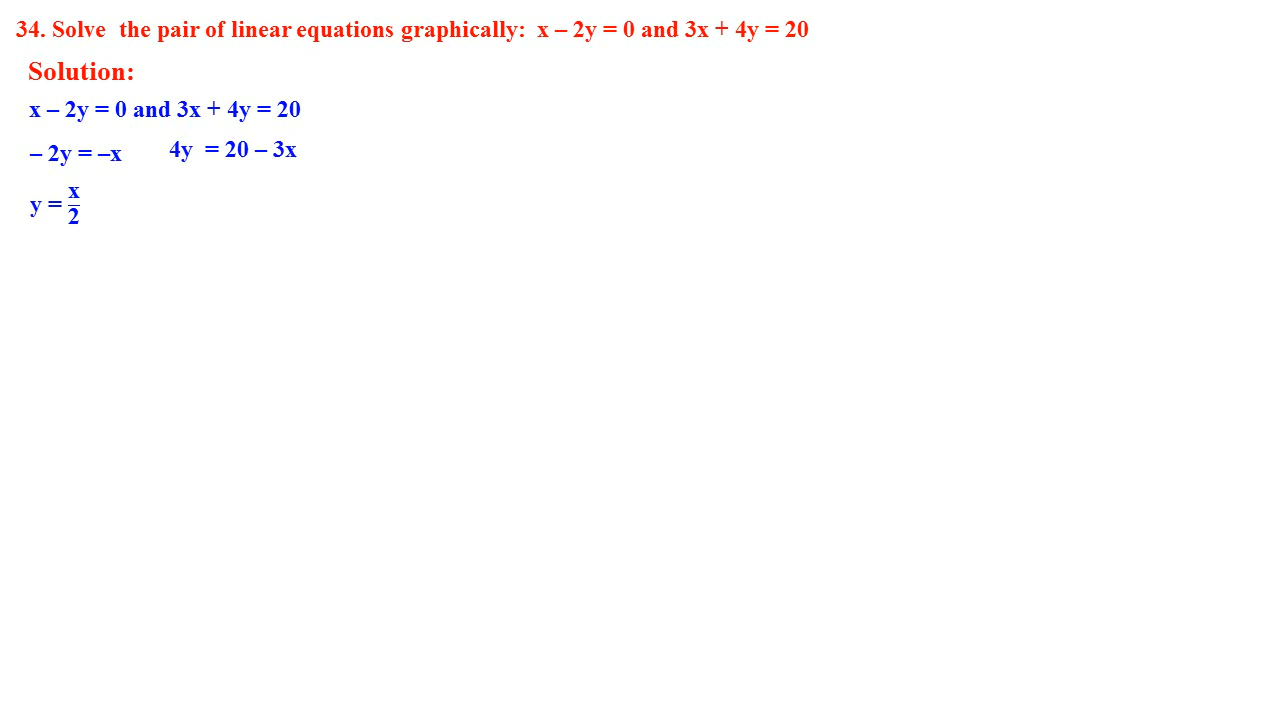 34. Solve  the pair of linear equations graphically:  x – 2y = 0 and 3x + 4y = 20
Solution:
x – 2y = 0 and 3x + 4y = 20
– 2y = –x    4y  = 20 – 3x
y = x/2